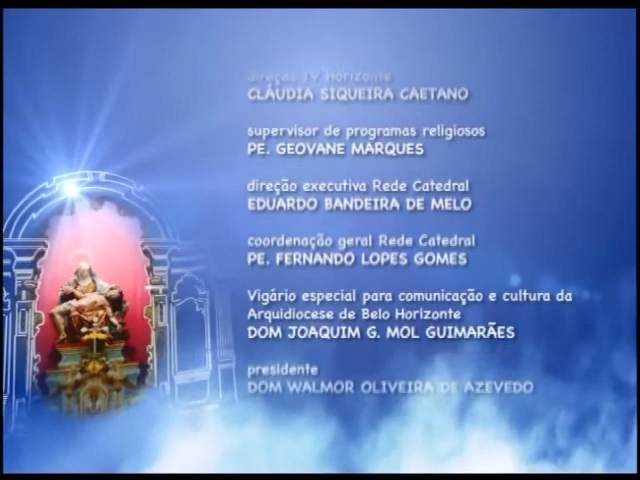 direção TV Horizonte
CLÁUDIA SIQUEIRA CAETANO
supervisor de programas religiosos
PE. GEOVANE MARQUES
direção executiva Rede Catedral
EDUARDO BANDEIRA DE MELO
coordenação geral Rede Catedral
PE. FERNANDO LOPES GOMES
Vigário especial para comunicação e cultura da
Arquidiocese de Belo Horizonte
DOM JOAQUIM G. MOL GUIMARÃES
presidente
DOM WALMOR OLIVEIRA DE AZEVEDO